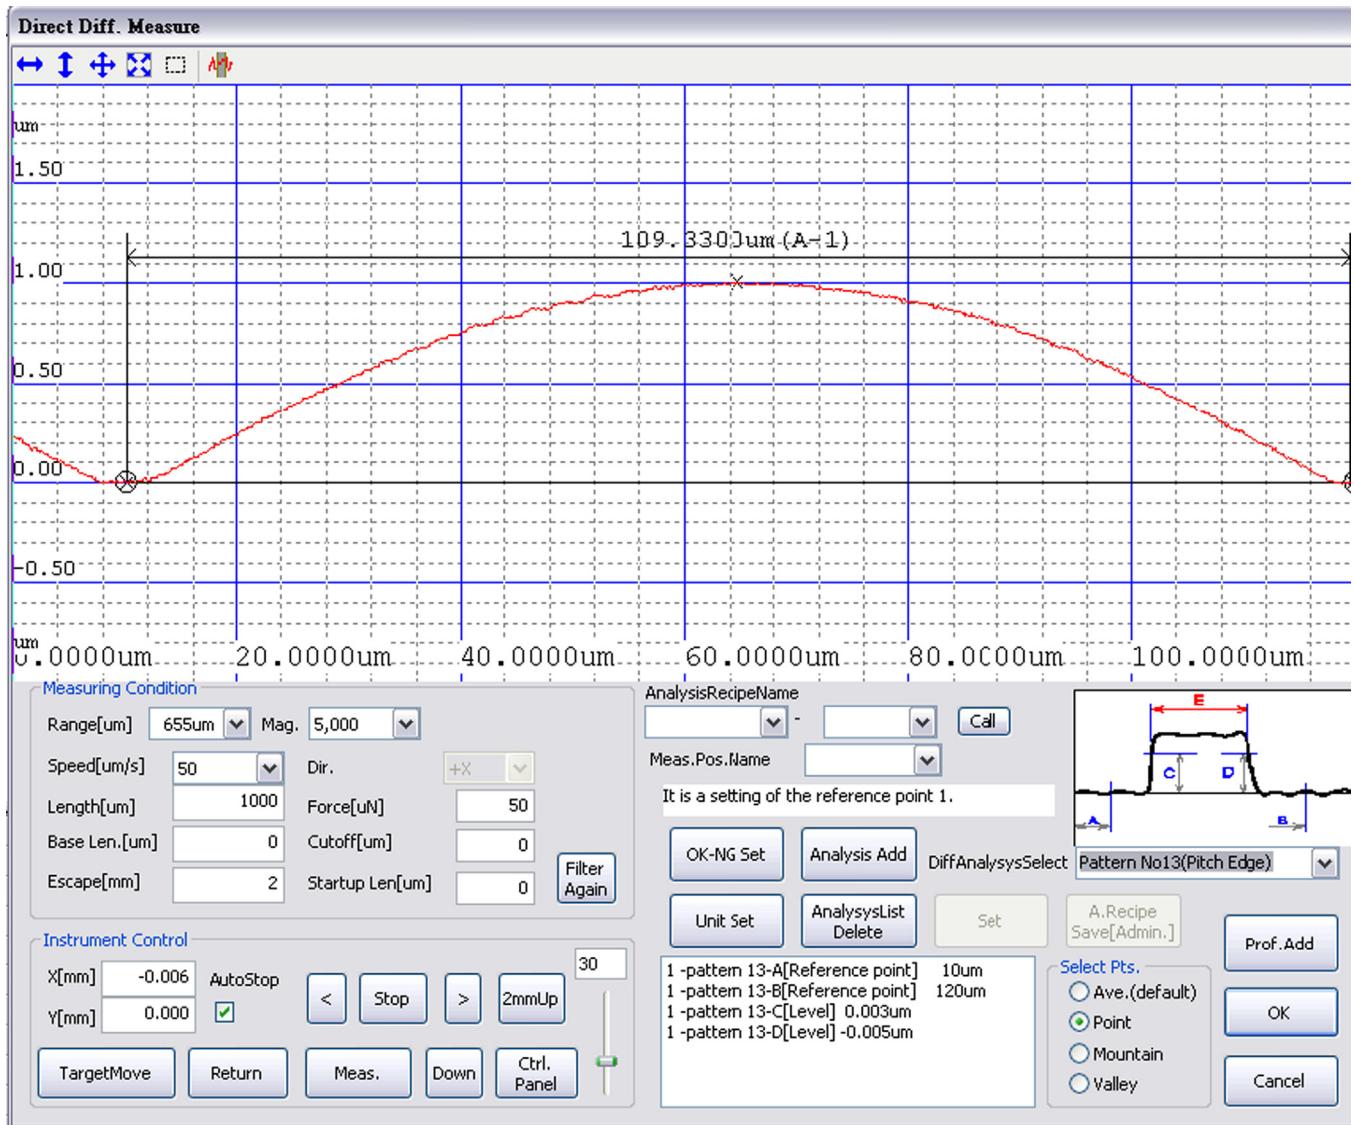 Direct Diff. Measure
um
1.50
109.3300um(A-1)
1.00
0.50
0.00
-0.50
um
0.0000um 20.0000um 40.0000um 60.0000um 80.0000um 100.0000um
Measuring Condition
Range[um] 655um Mag. 5,000
Speed[um/s] 50 Dir. +X
Length[um] 1000 Force[uN] 50
Base Len.[um] 0 Cutoff[um] 0
Escape[mm] 2 Startup Len[um] 0
Filter Again
AnalysisRecipeName
- Call
Meas.Pos.Name
It is a setting of the reference point 1.
E
C D
A B
OK-NG Set Analysis Add DiffAnalysysSelect Pattern No13(Pitch Edge)
Unit Set AnalysysList Delete Set A.Recipe Save[Admin.] Prof.Add
Instrument Control
X[mm] -0.006 AutoStop
Y[mm] 0.000
< Stop > 2mmUp
30
TargetMove Return Meas. Down Ctrl. Panel
1 -pattern 13-A[Reference point] 10um
1 -pattern 13-B[Reference point] 120um
1 -pattern 13-C[Level] 0.003um
1 -pattern 13-D[Level] -0.005um
Select Pts.
Ave.(default)
Point
Mountain
Valley
OK
Cancel